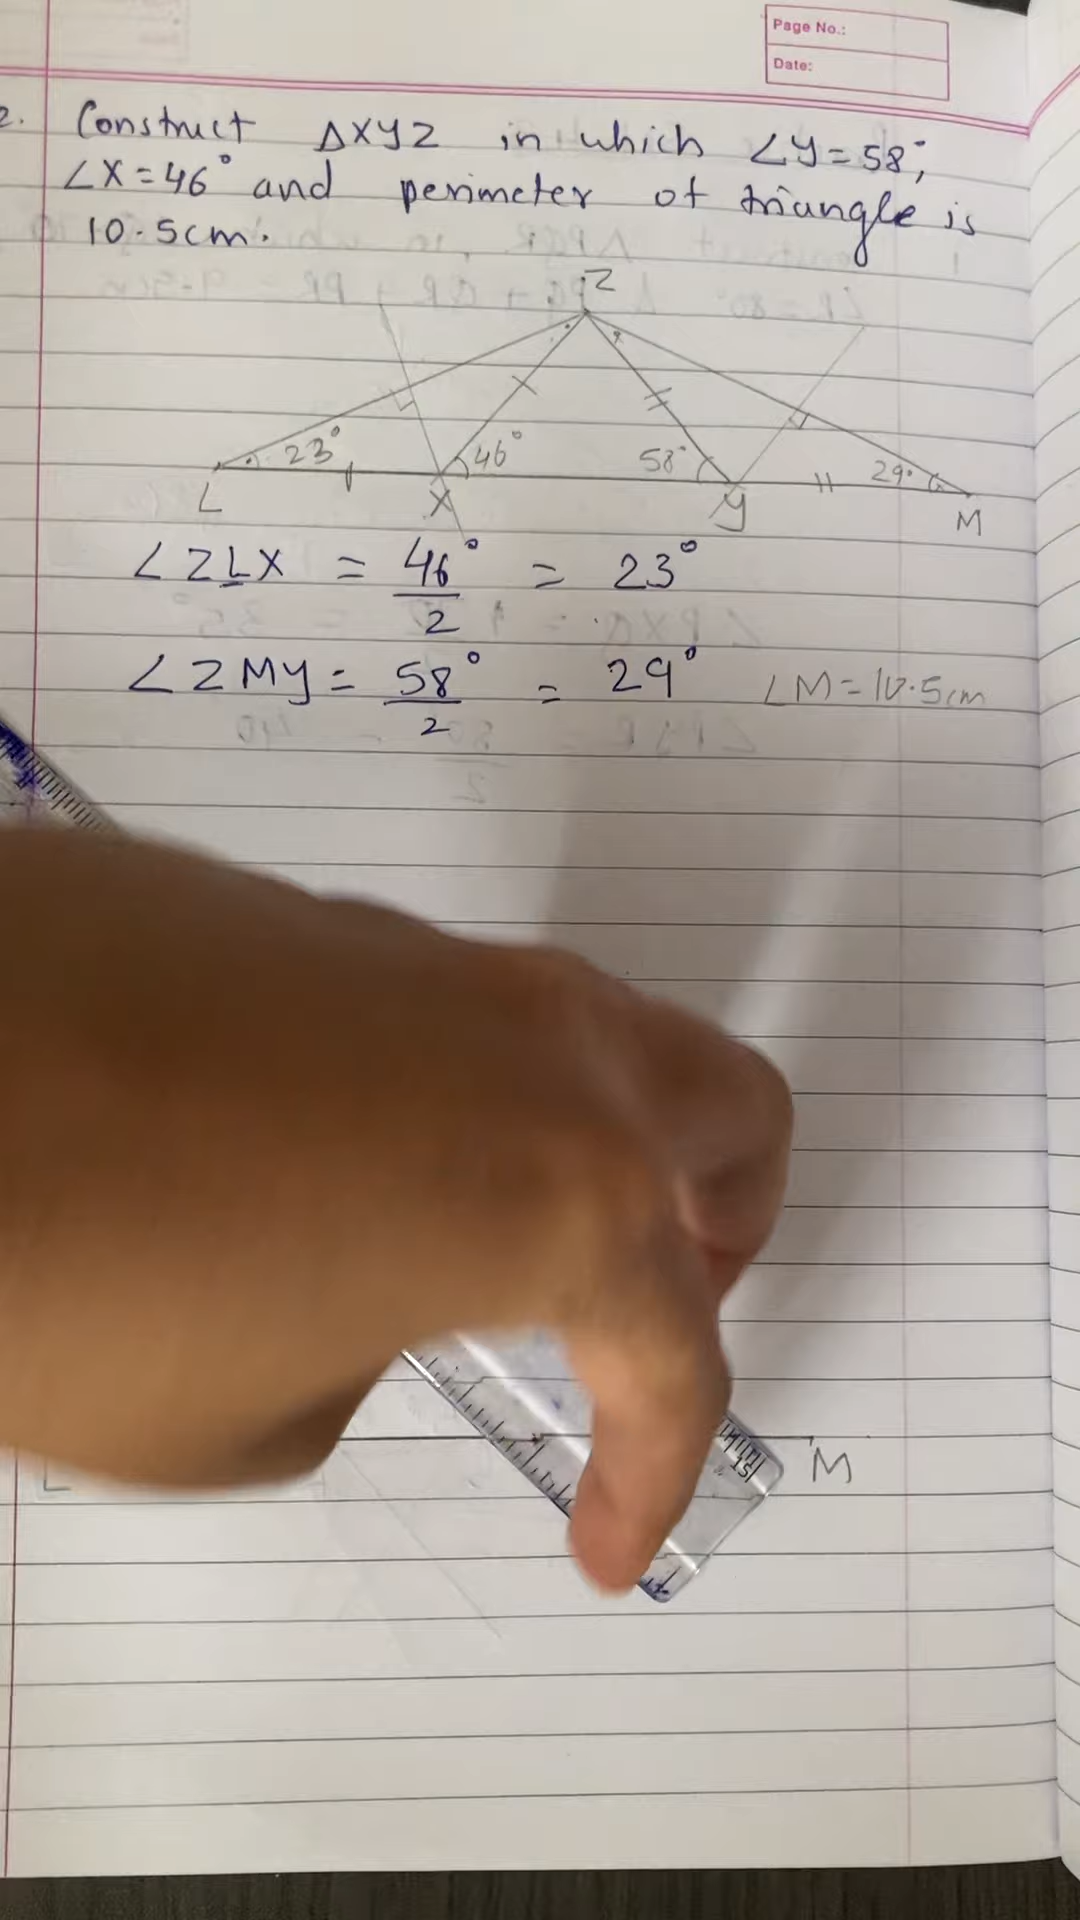 Page No.:
Date:
2. Construct ΔXYZ in which ∠Y=58°,
∠X=46° and perimeter of triangle is
10.5cm.
Z
23° 46° 58° 29°
L X Y M
∠ZLX = 46°/2 = 23°
∠ZMY = 58°/2 = 29° LM=10.5cm
M